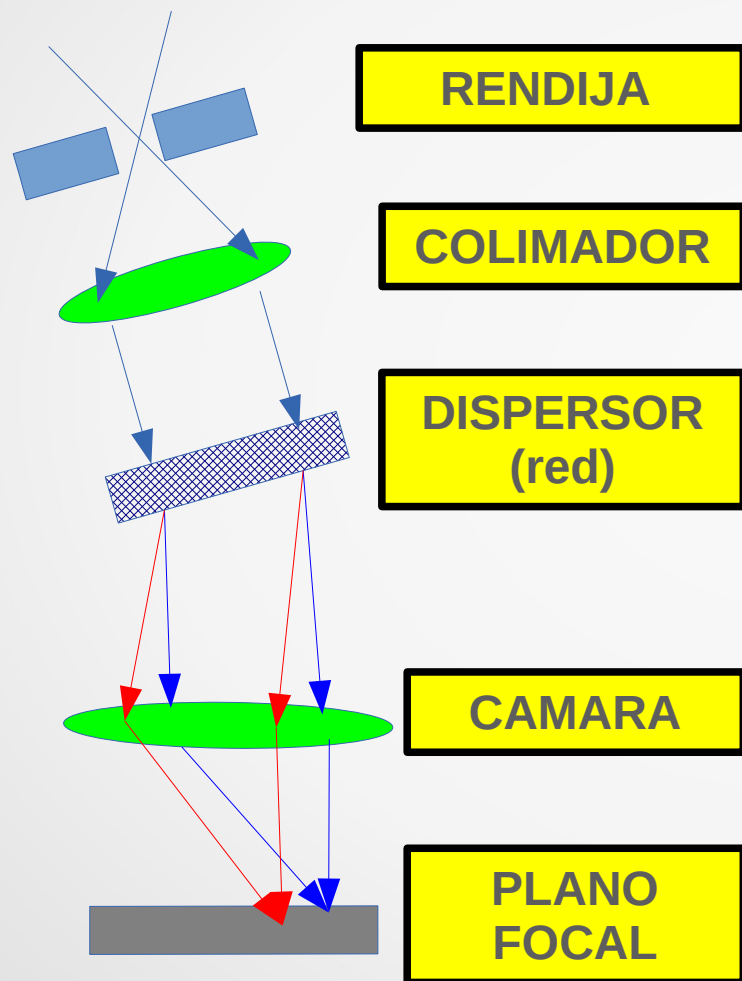 RENDIJA
COLIMADOR
DISPERSOR
(red)
CAMARA
PLANO
FOCAL